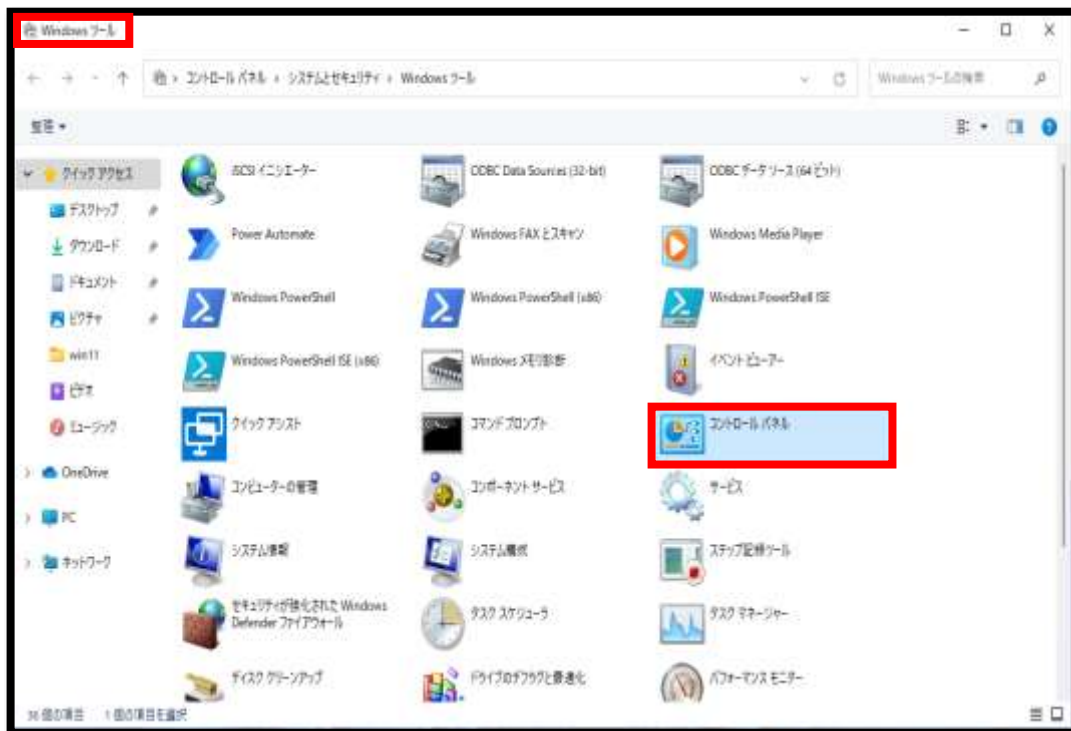 Windows ツール
コントロール パネル › システムとセキュリティ › Windows ツール
Windows ツールの検索
整理
クイック アクセス
デスクトップ
ダウンロード
ドキュメント
ピクチャ
win11
ビデオ
ミュージック
OneDrive
PC
ネットワーク
iSCSI イニシエーター
ODBC Data Sources (32-bit)
ODBC データ ソース (64 ビット)
Power Automate
Windows FAX とスキャン
Windows Media Player
Windows PowerShell
Windows PowerShell (x86)
Windows PowerShell ISE
Windows PowerShell ISE (x86)
Windows メモリ診断
イベント ビューアー
クイック アシスト
コマンド プロンプト
コントロール パネル
コンピューターの管理
コンポーネント サービス
サービス
システム情報
システム構成
ステップ記録ツール
セキュリティが強化された Windows
Defender ファイアウォール
タスク スケジューラ
タスク マネージャー
ディスク クリーンアップ
ドライブのデフラグと最適化
パフォーマンス モニター
36 個の項目 1 個の項目を選択